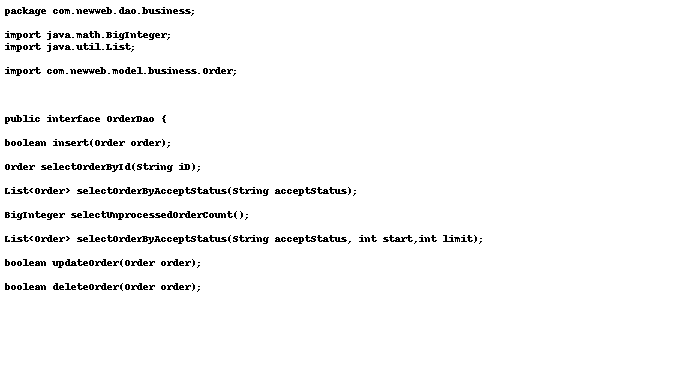 package com.newweb.dao.business;
import java.math.BigInteger;
import java.util.List;
import com.newweb.model.business.Order;
public interface OrderDao {
boolean insert(Order order);
Order selectOrderById(String iD);
List<Order> selectOrderByAcceptStatus(String acceptStatus);
BigInteger selectUnprocessedOrderCount();
List<Order> selectOrderByAcceptStatus(String acceptStatus, int start,int limit);
boolean updateOrder(Order order);
boolean deleteOrder(Order order);